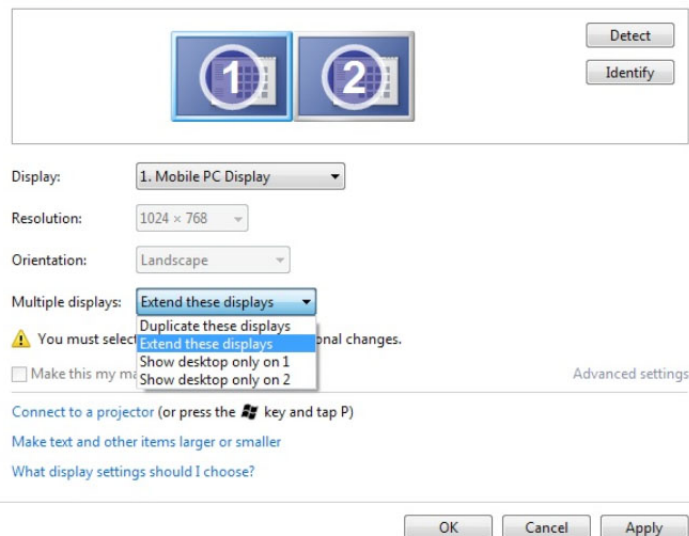 1 2
Detect
Identify
Display: 1. Mobile PC Display
Resolution: 1024 × 768
Orientation: Landscape
Multiple displays: Extend these displays
Duplicate these displays
You must selec onal changes.
Extend these displays
Show desktop only on 1
Make this my ma Advanced settings
Show desktop only on 2
Connect to a projector (or press the key and tap P)
Make text and other items larger or smaller
What display settings should I choose?
OK Cancel Apply